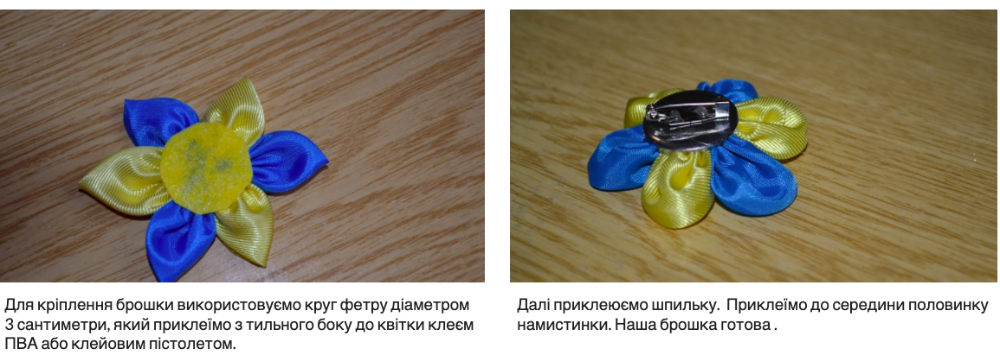 Для кріплення брошки використовуємо круг фетру діаметром
3 сантиметри, який приклеїмо з тильного боку до квітки клеєм
ПВА або клейовим пістолетом.
Далі приклеюємо шпильку.  Приклеїмо до середини половинку
намистинки. Наша брошка готова .